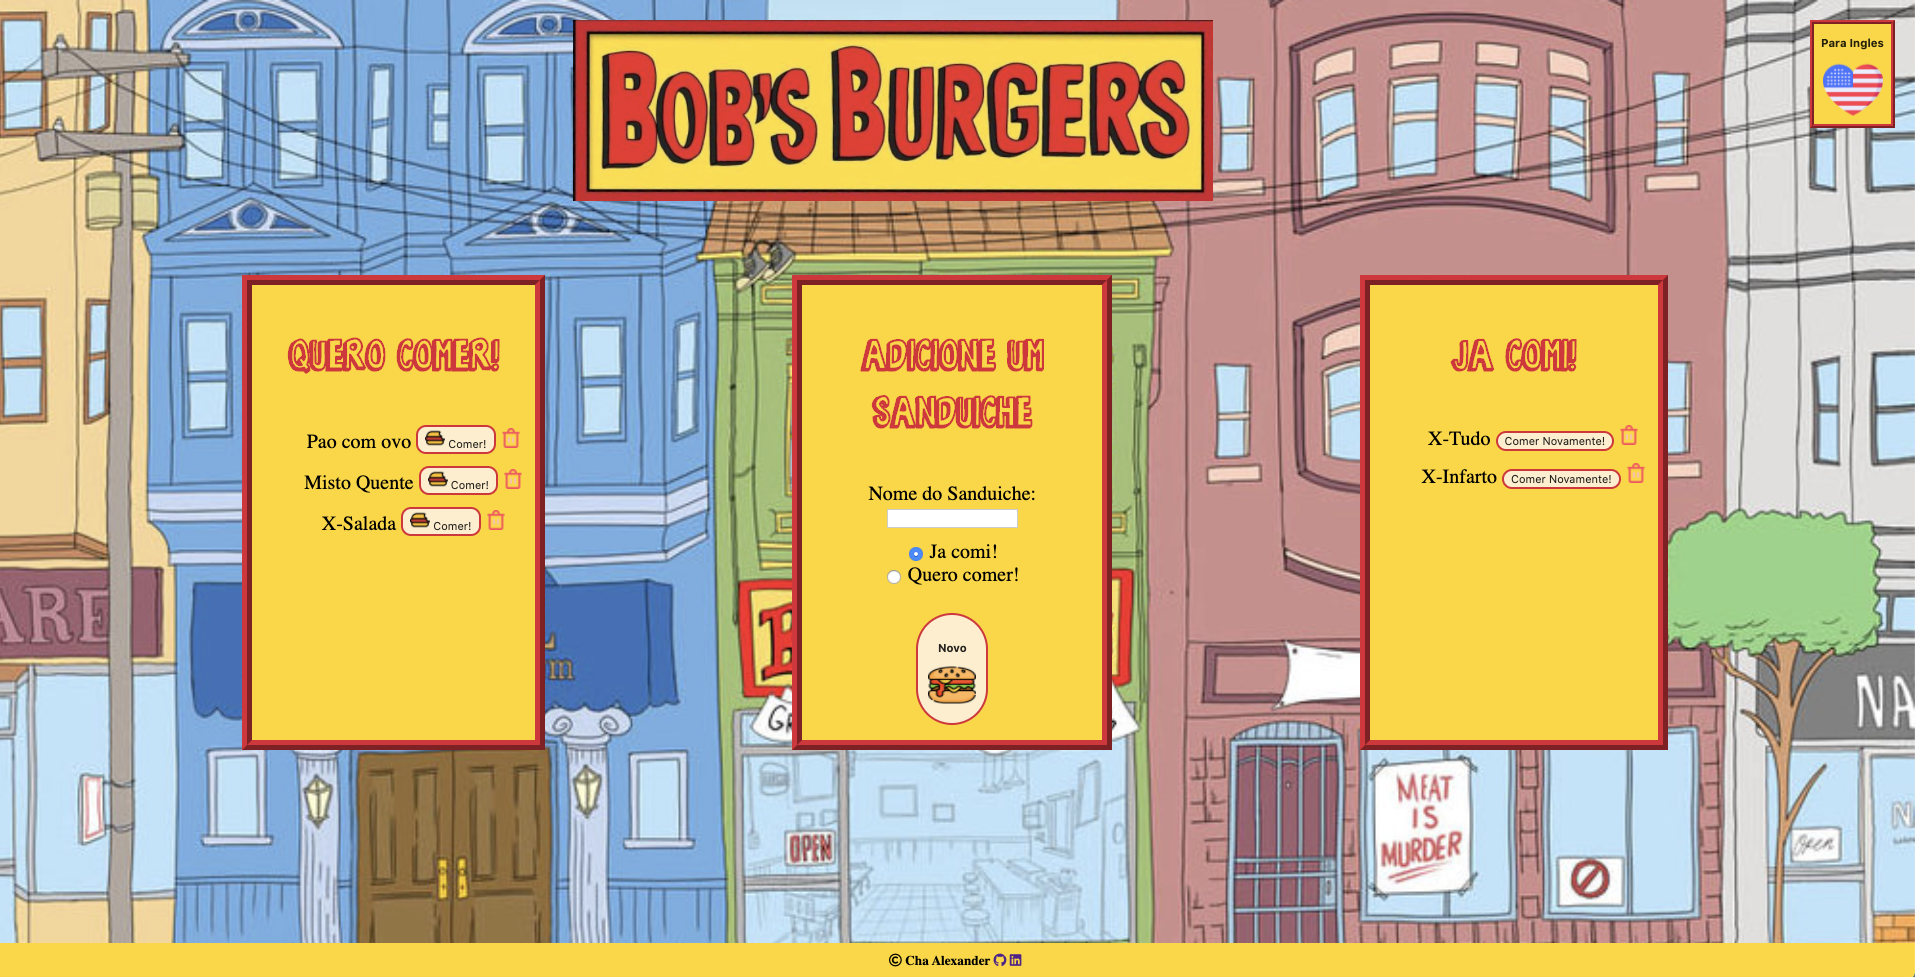 BOB'S BURGERS
Para Ingles
QUERO COMER!
Pao com ovo Comer!
Misto Quente Comer!
X-Salada Comer!
ADICIONE UM
SANDUICHE
Nome do Sanduiche:
Ja comi!
Quero comer!
Novo
JA COMI!
X-Tudo Comer Novamente!
X-Infarto Comer Novamente!
ARE
NA
OPEN
MEAT
IS
MURDER
Open
© Cha Alexander